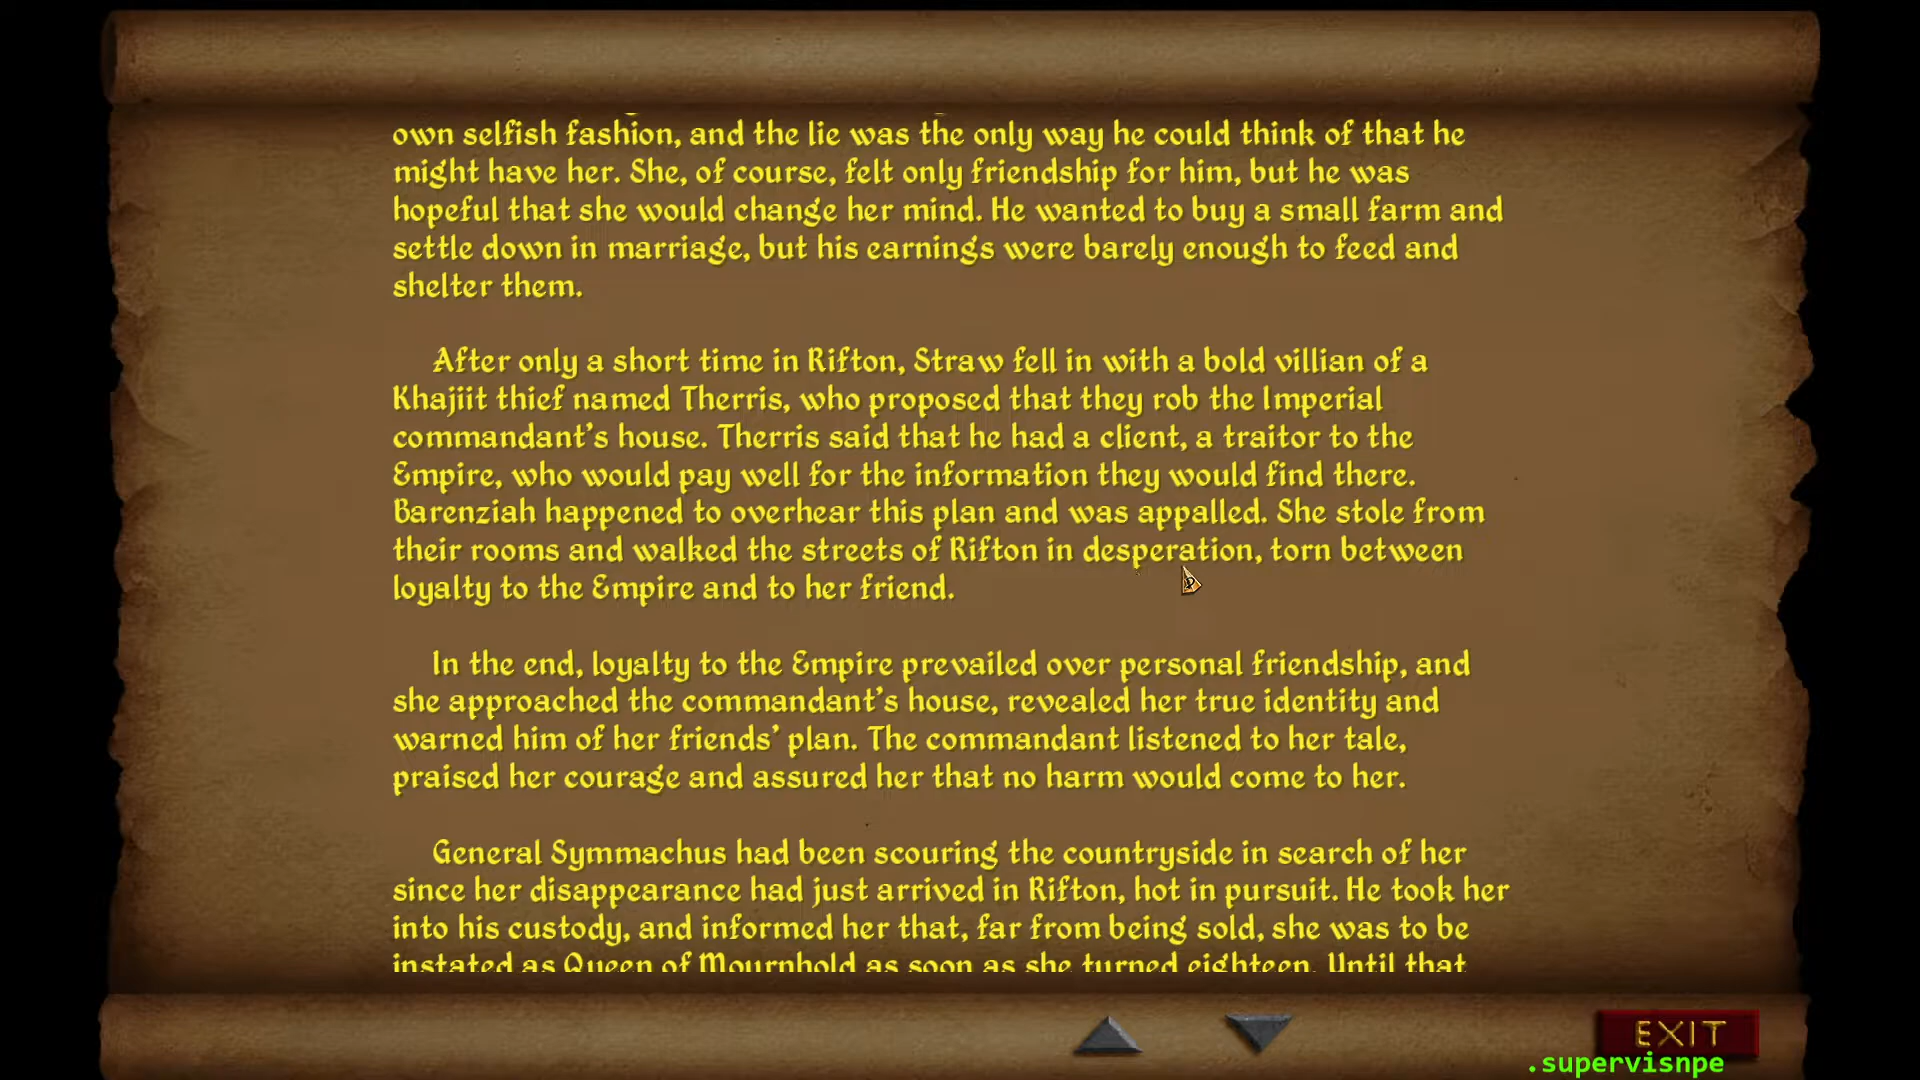 own selfish fashion, and the lie was the only way he could think of that he
might have her. She, of course, felt only friendship for him, but he was
hopeful that she would change her mind. He wanted to buy a small farm and
settle down in marriage, but his earnings were barely enough to feed and
shelter them.
After only a short time in Rifton, Straw fell in with a bold villian of a
Khajiit thief named Therris, who proposed that they rob the Imperial
commandant's house. Therris said that he had a client, a traitor to the
Empire, who would pay well for the information they would find there.
Barenziah happened to overhear this plan and was appalled. She stole from
their rooms and walked the streets of Rifton in desperation, torn between
loyalty to the Empire and to her friend.
In the end, loyalty to the Empire prevailed over personal friendship, and
she approached the commandant's house, revealed her true identity and
warned him of her friends' plan. The commandant listened to her tale,
praised her courage and assured her that no harm would come to her.
General Symmachus had been scouring the countryside in search of her
since her disappearance had just arrived in Rifton, hot in pursuit. He took her
into his custody, and informed her that, far from being sold, she was to be
instated as Queen of Mournhold as soon as she turned eighteen. Until that
EXIT
.supervisnpe